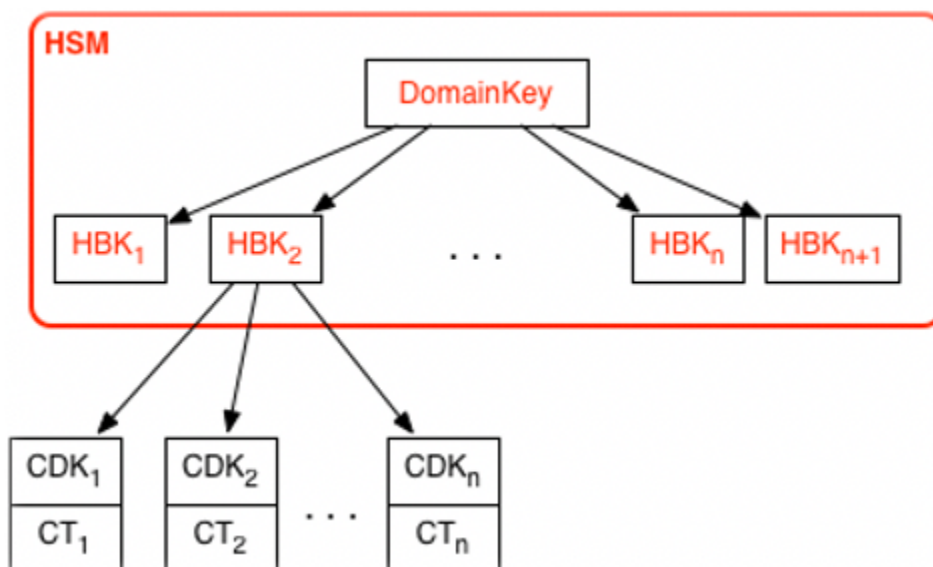 HSM
DomainKey
HBK₁ HBK₂ . . . HBKₙ HBKₙ₊₁
CDK₁ CDK₂ CDKₙ
CT₁ CT₂ . . . CTₙ